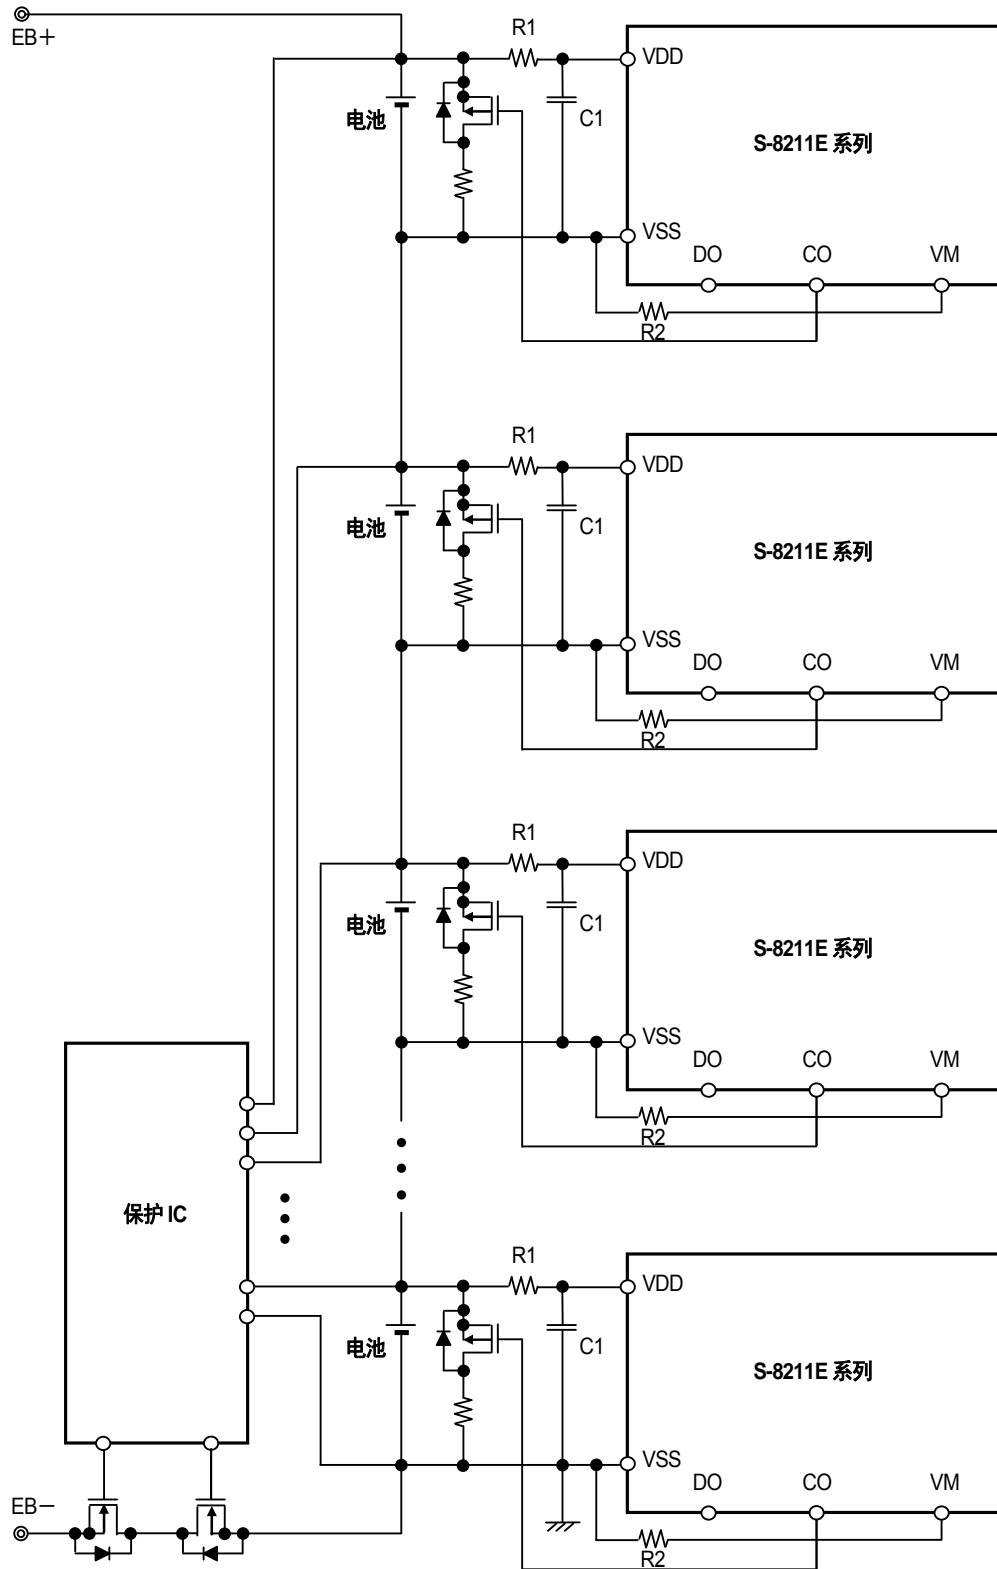 EB+
R1
VDD
电池
C1
S-8211E 系列
VSS
DO
CO
VM
R2
R1
VDD
电池
C1
S-8211E 系列
VSS
DO
CO
VM
R2
R1
VDD
电池
C1
S-8211E 系列
VSS
DO
CO
VM
R2
保护 IC
R1
VDD
电池
C1
S-8211E 系列
VSS
DO
CO
VM
EB－
R2